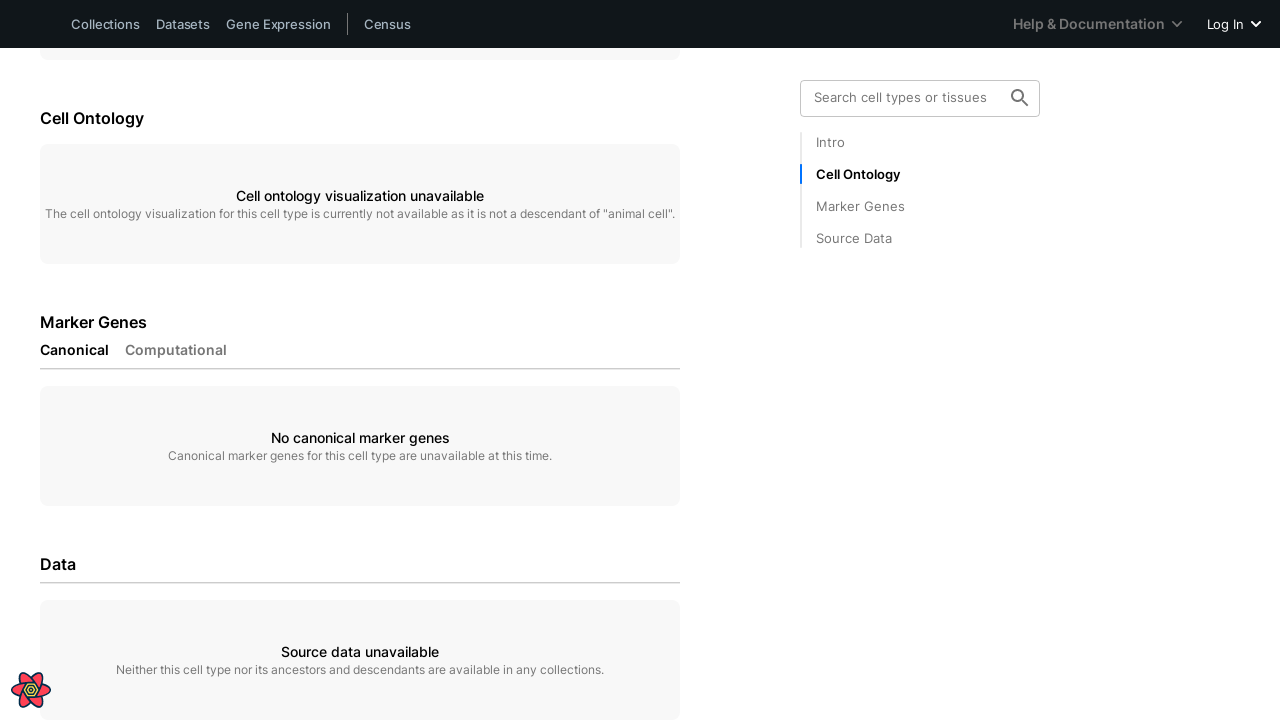 Collections Datasets Gene Expression Census Help & Documentation Log In
Search cell types or tissues
Intro
Cell Ontology
Marker Genes
Source Data
Cell Ontology
Cell ontology visualization unavailable
The cell ontology visualization for this cell type is currently not available as it is not a descendant of "animal cell".
Marker Genes
Canonical Computational
No canonical marker genes
Canonical marker genes for this cell type are unavailable at this time.
Data
Source data unavailable
Neither this cell type nor its ancestors and descendants are available in any collections.